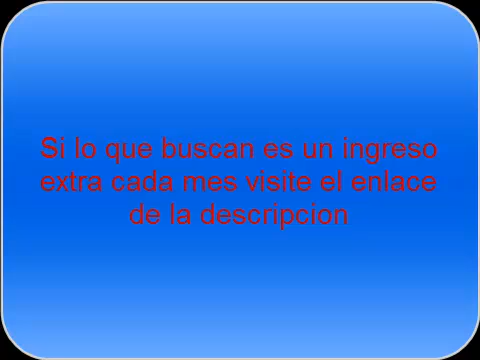 Si lo que buscan es un ingreso
extra cada mes visite el enlace
de la descripcion